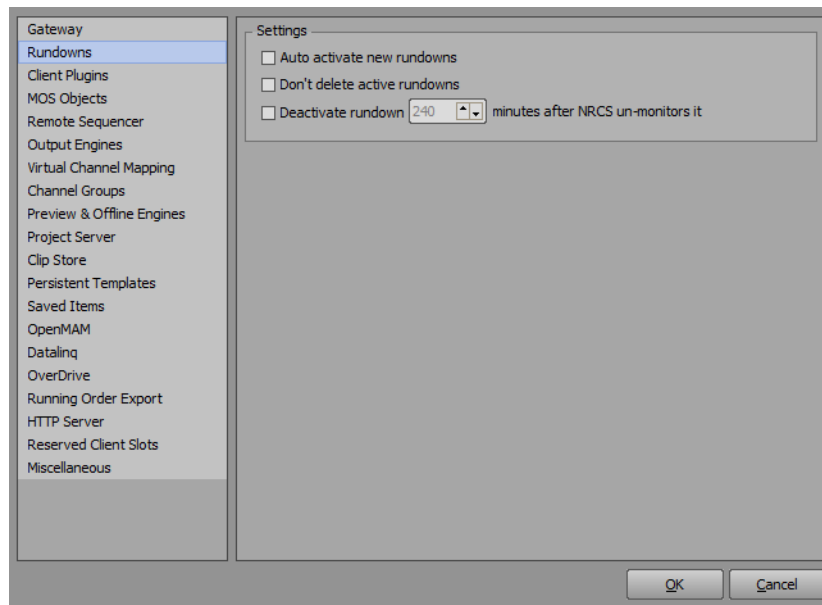 Gateway
Rundowns
Client Plugins
MOS Objects
Remote Sequencer
Output Engines
Virtual Channel Mapping
Channel Groups
Preview & Offline Engines
Project Server
Clip Store
Persistent Templates
Saved Items
OpenMAM
Datalinq
OverDrive
Running Order Export
HTTP Server
Reserved Client Slots
Miscellaneous
Settings
Auto activate new rundowns
Don't delete active rundowns
Deactivate rundown 240 minutes after NRCS un-monitors it
OK Cancel